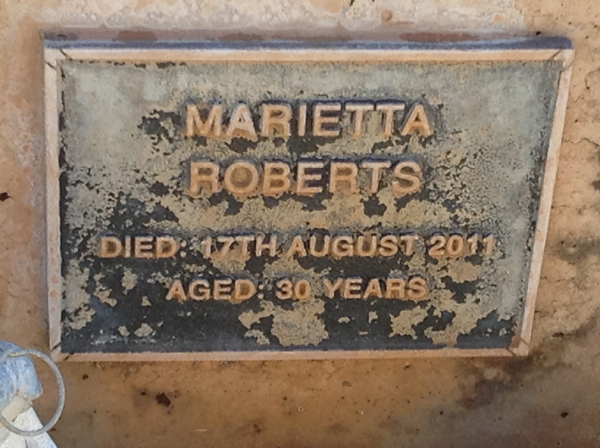 MARIETTA
ROBERTS
DIED: 17TH AUGUST 2011
AGED: 30 YEARS